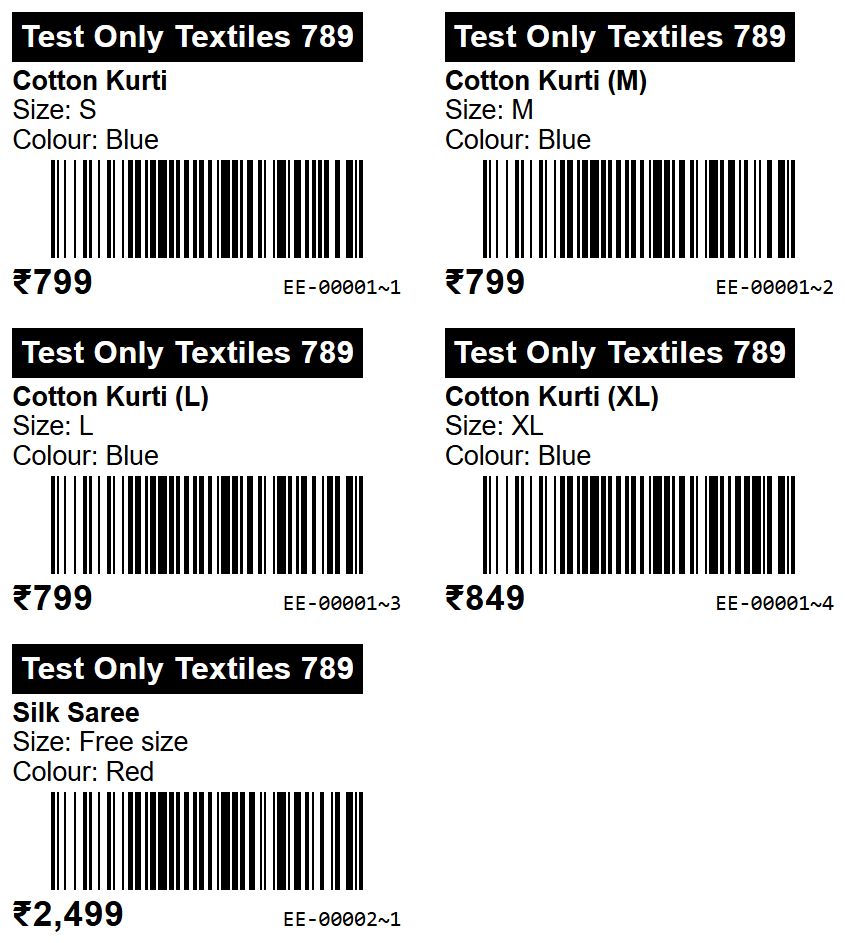 Test Only Textiles 789
Cotton Kurti
Size: S
Colour: Blue
₹799 EE-00001~1
Test Only Textiles 789
Cotton Kurti (M)
Size: M
Colour: Blue
₹799 EE-00001~2
Test Only Textiles 789
Cotton Kurti (L)
Size: L
Colour: Blue
₹799 EE-00001~3
Test Only Textiles 789
Cotton Kurti (XL)
Size: XL
Colour: Blue
₹849 EE-00001~4
Test Only Textiles 789
Silk Saree
Size: Free size
Colour: Red
₹2,499 EE-00002~1